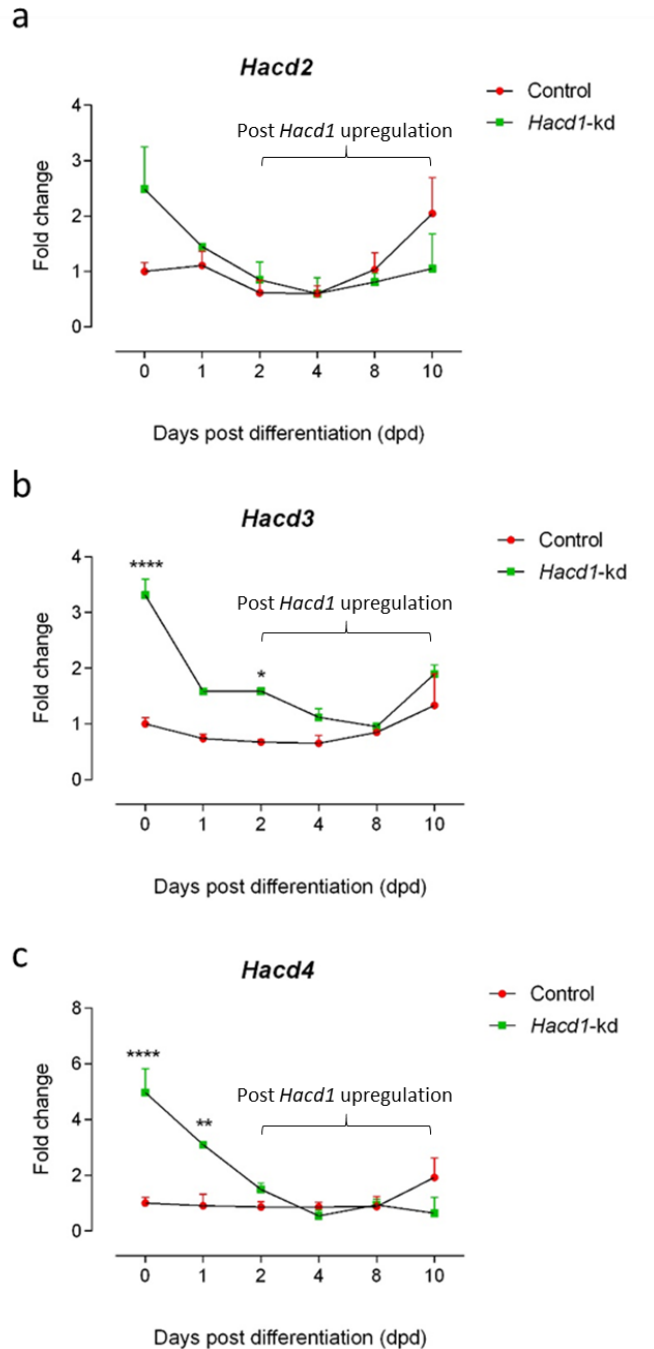 a
Hacd2
Control
Hacd1-kd
Post Hacd1 upregulation
4
3
2
1
0
Fold change
0 1 2 4 8 10
Days post differentiation (dpd)
b
Hacd3
Control
Hacd1-kd
****
Post Hacd1 upregulation
*
4
3
2
1
0
Fold change
0 1 2 4 8 10
Days post differentiation (dpd)
c
Hacd4
Control
Hacd1-kd
****
Post Hacd1 upregulation
**
8
6
4
2
0
Fold change
0 1 2 4 8 10
Days post differentiation (dpd)